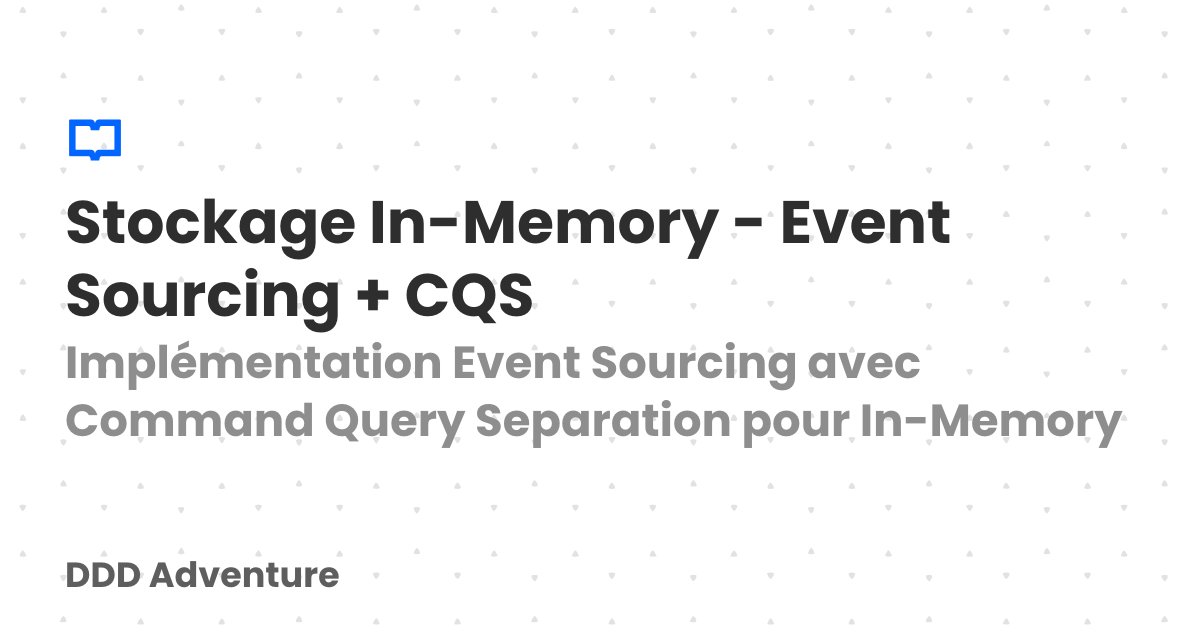 Stockage In-Memory - Event
Sourcing + CQS
Implémentation Event Sourcing avec
Command Query Separation pour In-Memory
DDD Adventure